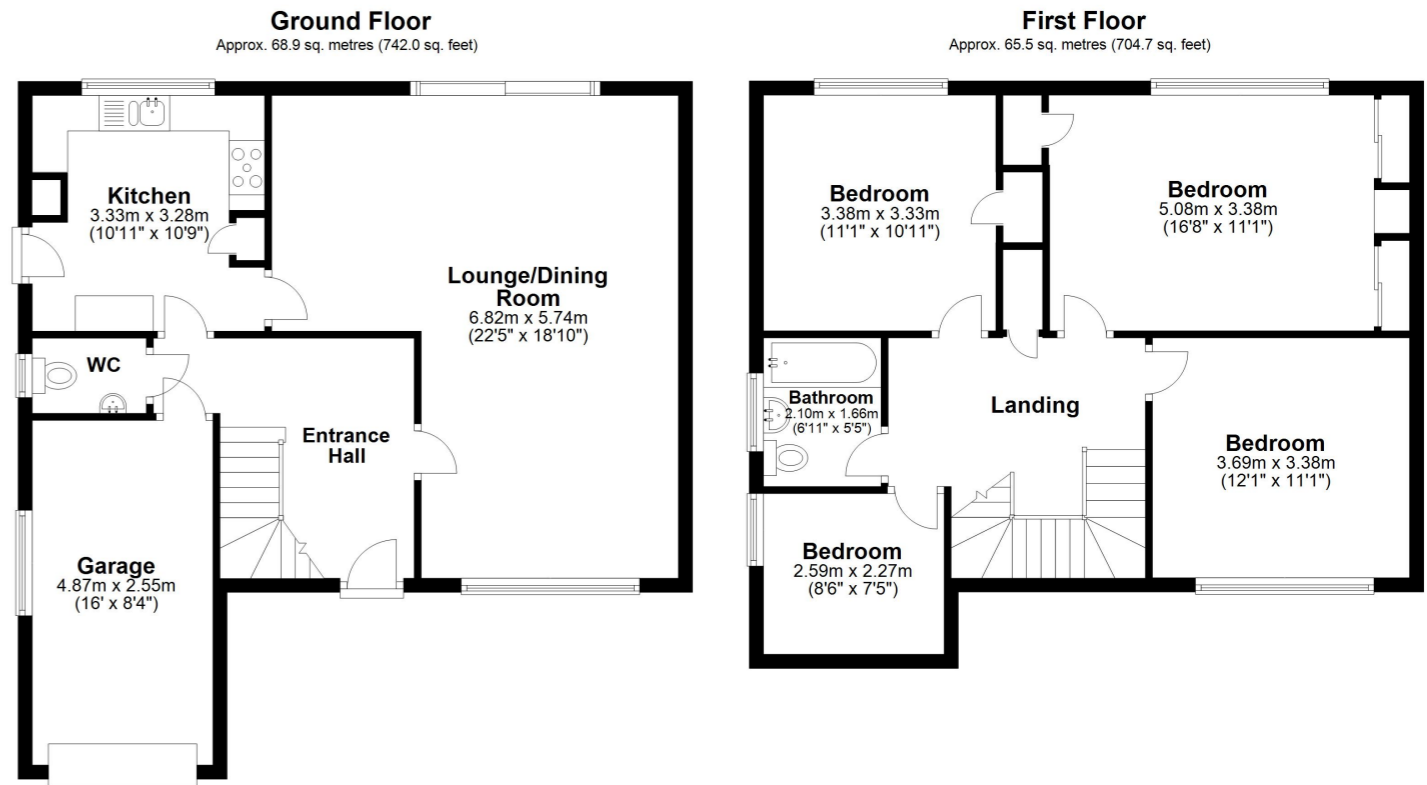 Ground Floor
Approx. 68.9 sq. metres (742.0 sq. feet)
Kitchen
3.33m x 3.28m
(10'11" x 10'9")
Lounge/Dining
Room
6.82m x 5.74m
(22'5" x 18'10")
WC
Entrance
Hall
Garage
4.87m x 2.55m
(16' x 8'4")
First Floor
Approx. 65.5 sq. metres (704.7 sq. feet)
Bedroom
3.38m x 3.33m
(11'1" x 10'11")
Bedroom
5.08m x 3.38m
(16'8" x 11'1")
Bathroom
2.10m x 1.66m
(6'11" x 5'5")
Landing
Bedroom
3.69m x 3.38m
(12'1" x 11'1")
Bedroom
2.59m x 2.27m
(8'6" x 7'5")